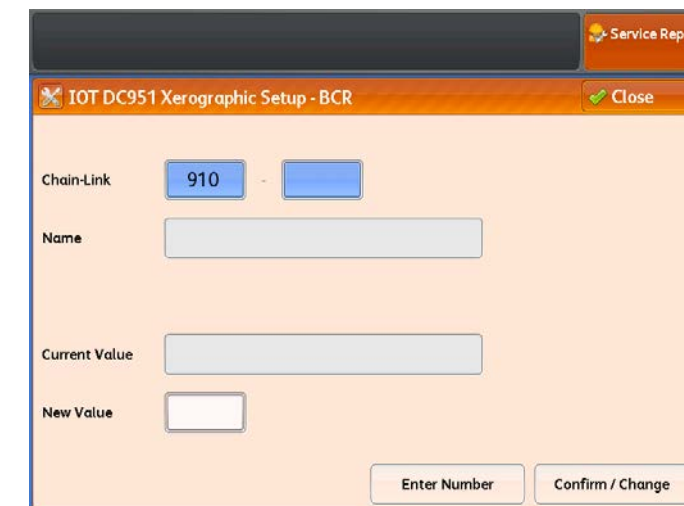 Service Rep
IOT DC951 Xerographic Setup - BCR
Close
Chain-Link 910 -
Name
Current Value
New Value
Enter Number Confirm / Change